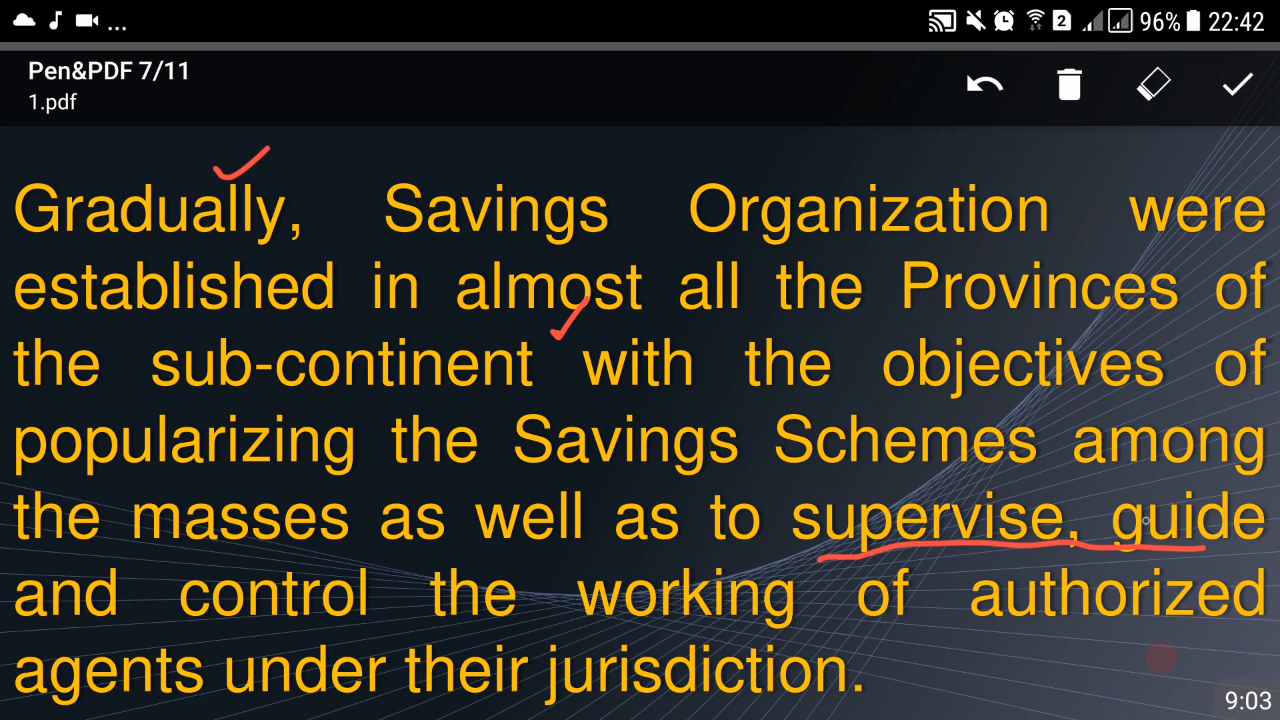 ... 2 96% 22:42
Pen&PDF 7/11
1.pdf
Gradually, Savings Organization were
established in almost all the Provinces of
the sub-continent with the objectives of
popularizing the Savings Schemes among
the masses as well as to supervise, guide
and control the working of authorized
agents under their jurisdiction.
9:03